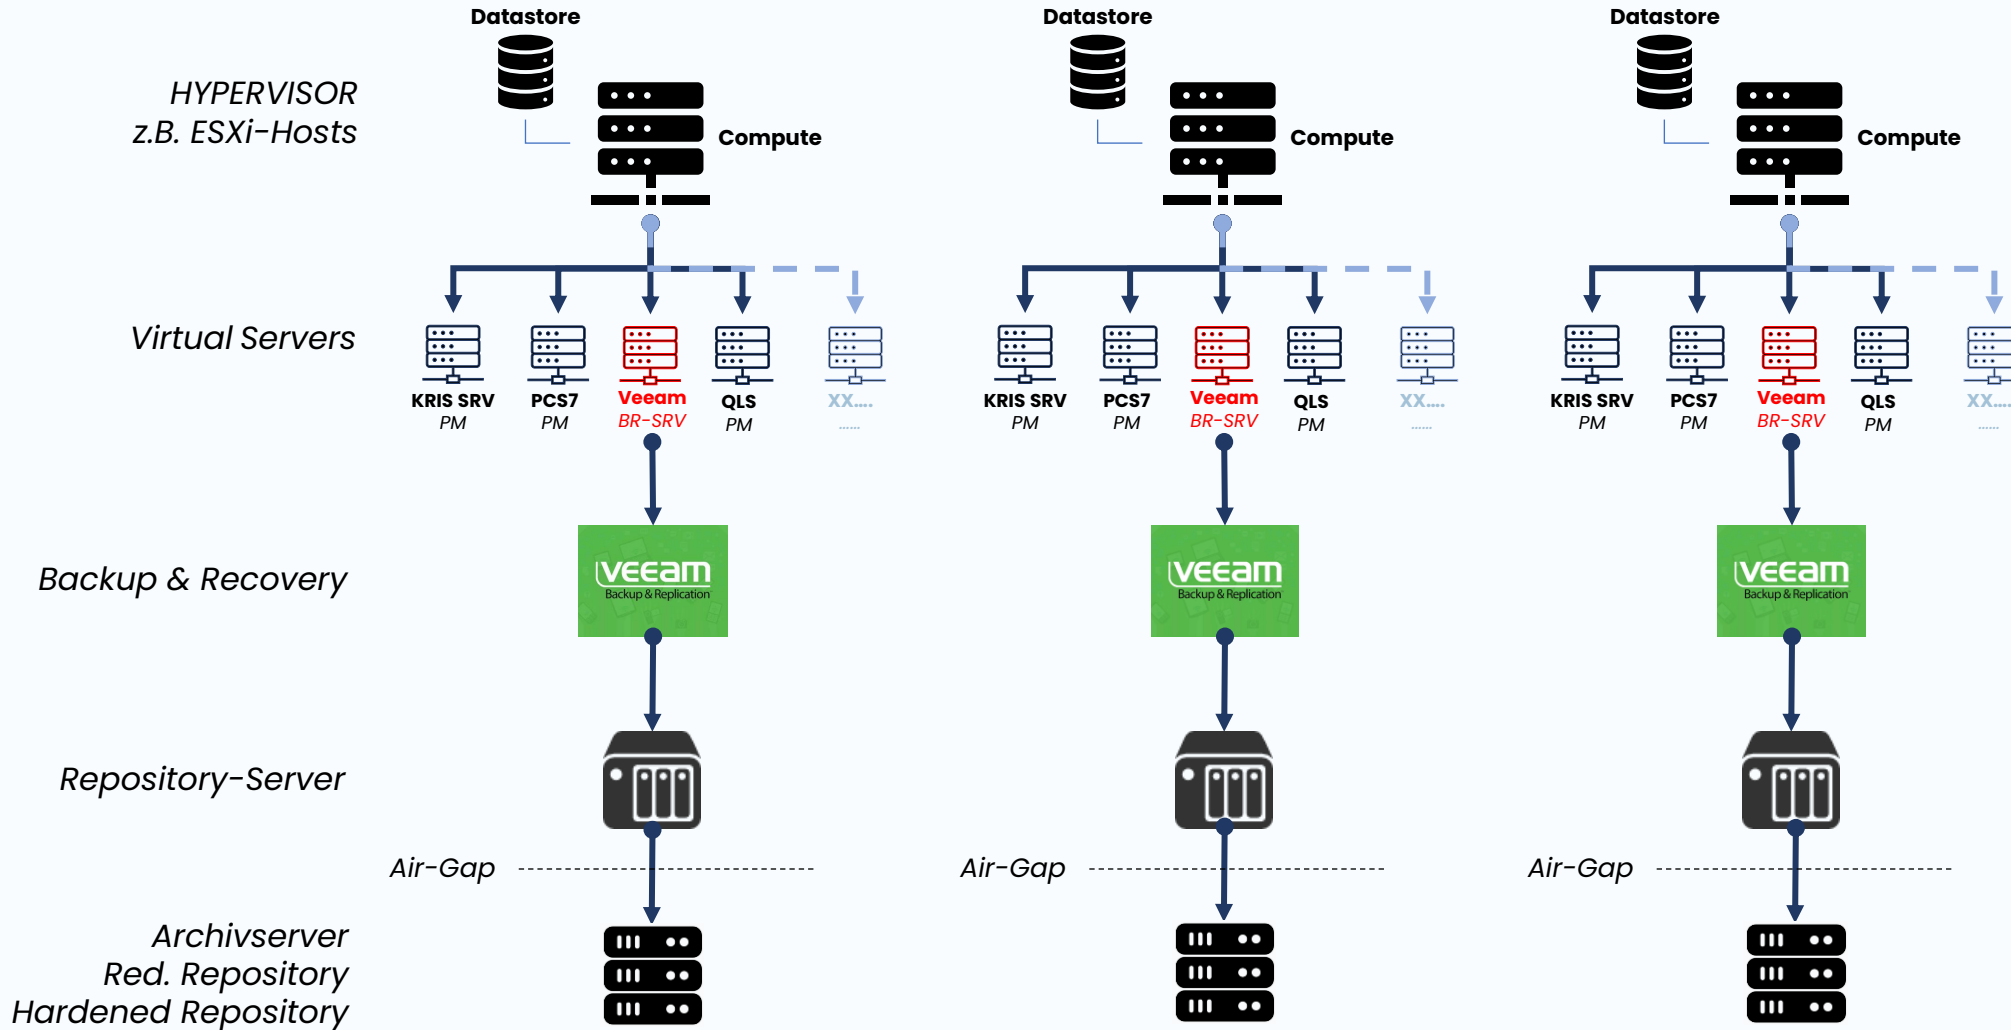 Datastore
Datastore
Datastore
HYPERVISOR
z.B. ESXi-Hosts
Compute
Compute
Compute
Virtual Servers
KRIS SRV
PM
PCS7
PM
Veeam
BR-SRV
QLS
PM
XX....
......
KRIS SRV
PM
PCS7
PM
Veeam
BR-SRV
QLS
PM
XX....
......
KRIS SRV
PM
PCS7
PM
Veeam
BR-SRV
QLS
PM
XX....
......
Backup & Recovery
veeam
Backup & Replication
veeam
Backup & Replication
veeam
Backup & Replication
Repository-Server
Air-Gap
Air-Gap
Air-Gap
Archivserver
Red. Repository
Hardened Repository